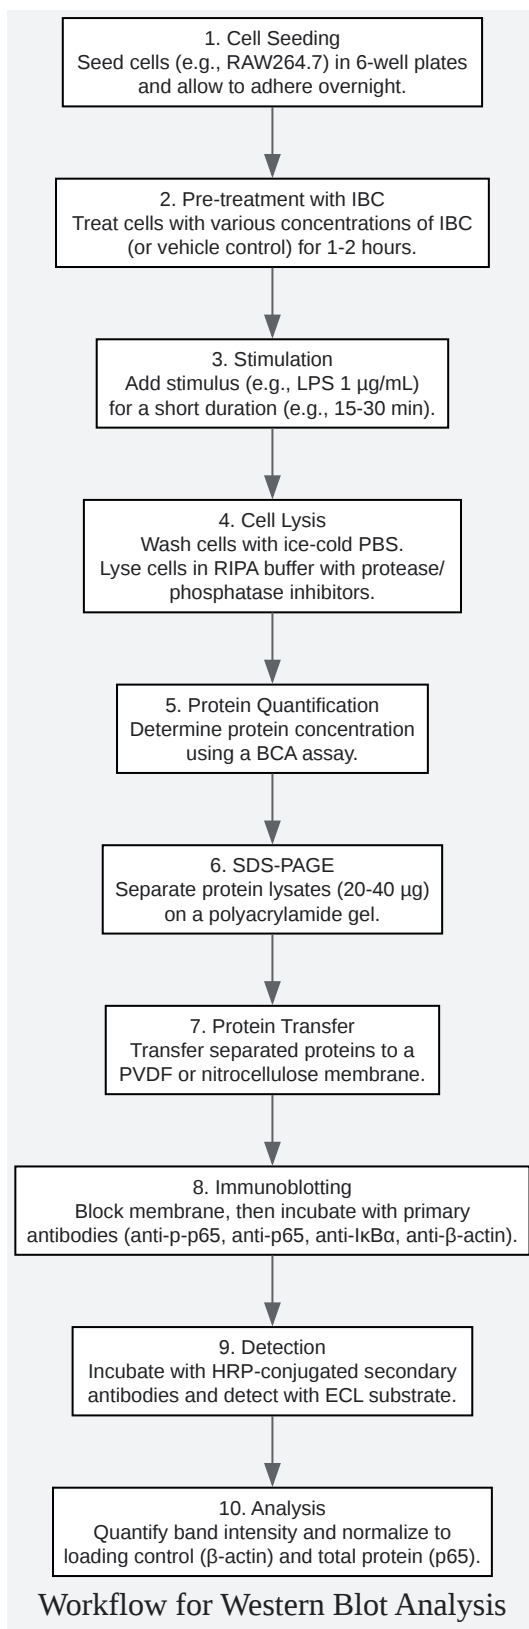 1. Cell Seeding
Seed cells (e.g., RAW264.7) in 6-well plates
and allow to adhere overnight.
2. Pre-treatment with IBC
Treat cells with various concentrations of IBC
(or vehicle control) for 1-2 hours.
3. Stimulation
Add stimulus (e.g., LPS 1 µg/mL)
for a short duration (e.g., 15-30 min).
4. Cell Lysis
Wash cells with ice-cold PBS.
Lyse cells in RIPA buffer with protease/
phosphatase inhibitors.
5. Protein Quantification
Determine protein concentration
using a BCA assay.
6. SDS-PAGE
Separate protein lysates (20-40 µg)
on a polyacrylamide gel.
7. Protein Transfer
Transfer separated proteins to a
PVDF or nitrocellulose membrane.
8. Immunoblotting
Block membrane, then incubate with primary
antibodies (anti-p-p65, anti-p65, anti-IκBα, anti-β-actin).
9. Detection
Incubate with HRP-conjugated secondary
antibodies and detect with ECL substrate.
10. Analysis
Quantify band intensity and normalize to
loading control (β-actin) and total protein (p65).
Workflow for Western Blot Analysis